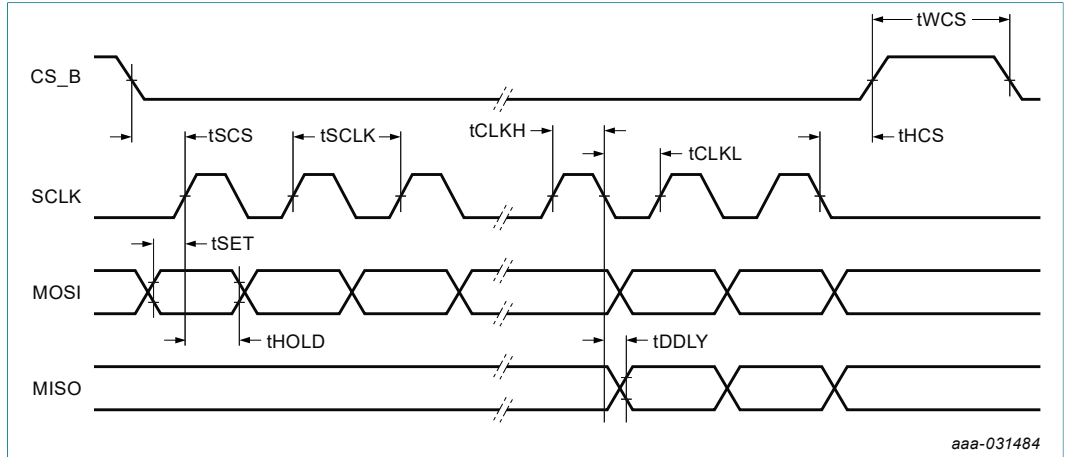 tWCS
CS_B
tSCS
tSCLK
tCLKH
tCLKL
tHCS
SCLK
tSET
MOSI
tHOLD
tDDLY
MISO
aaa-031484